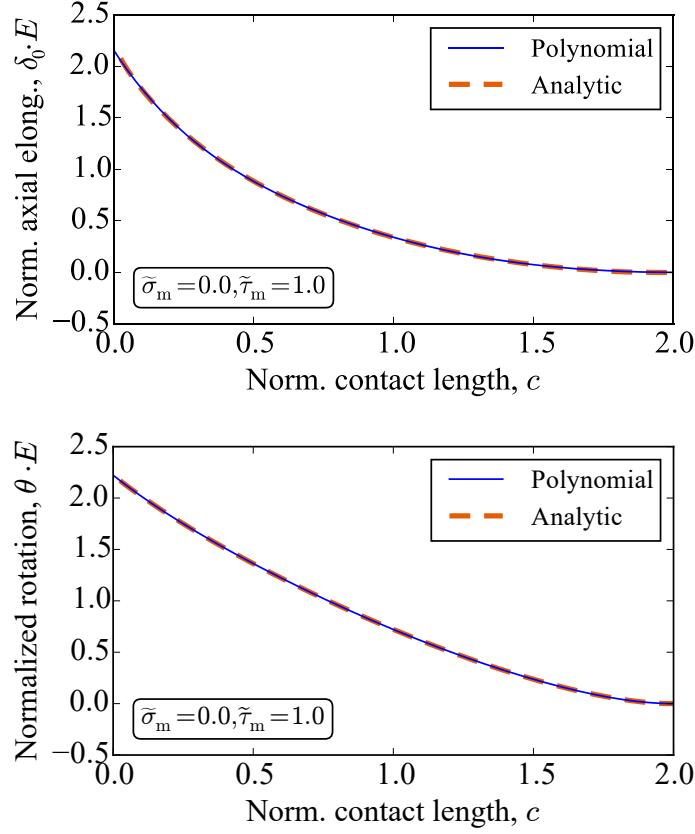 Norm. axial elong., δ₀·E
2.5
2.0
1.5
1.0
0.5
0.0
−0.5
Polynomial
Analytic
σ̃ₘ=0.0,τ̃ₘ=1.0
0.0 0.5 1.0 1.5 2.0
Norm. contact length, c
Normalized rotation, θ·E
2.5
2.0
1.5
1.0
0.5
0.0
−0.5
Polynomial
Analytic
σ̃ₘ=0.0,τ̃ₘ=1.0
0.0 0.5 1.0 1.5 2.0
Norm. contact length, c